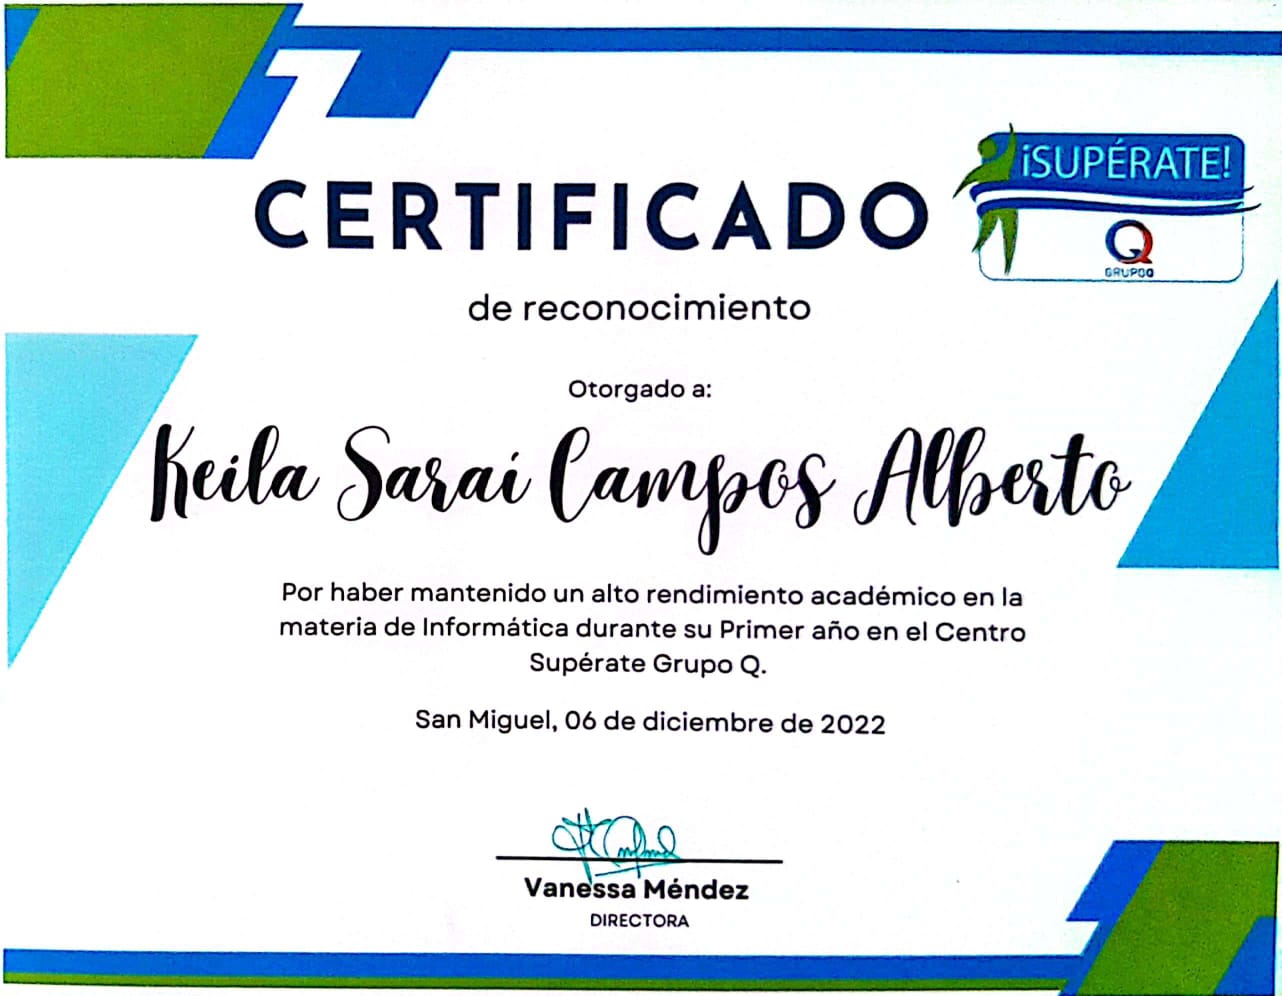 ¡SUPÉRATE!
GRUPOQ
CERTIFICADO
de reconocimiento
Otorgado a:
Keila Saraí Campos Alberto
Por haber mantenido un alto rendimiento académico en la
materia de Informática durante su Primer año en el Centro
Supérate Grupo Q.
San Miguel, 06 de diciembre de 2022
Vanessa Méndez
DIRECTORA